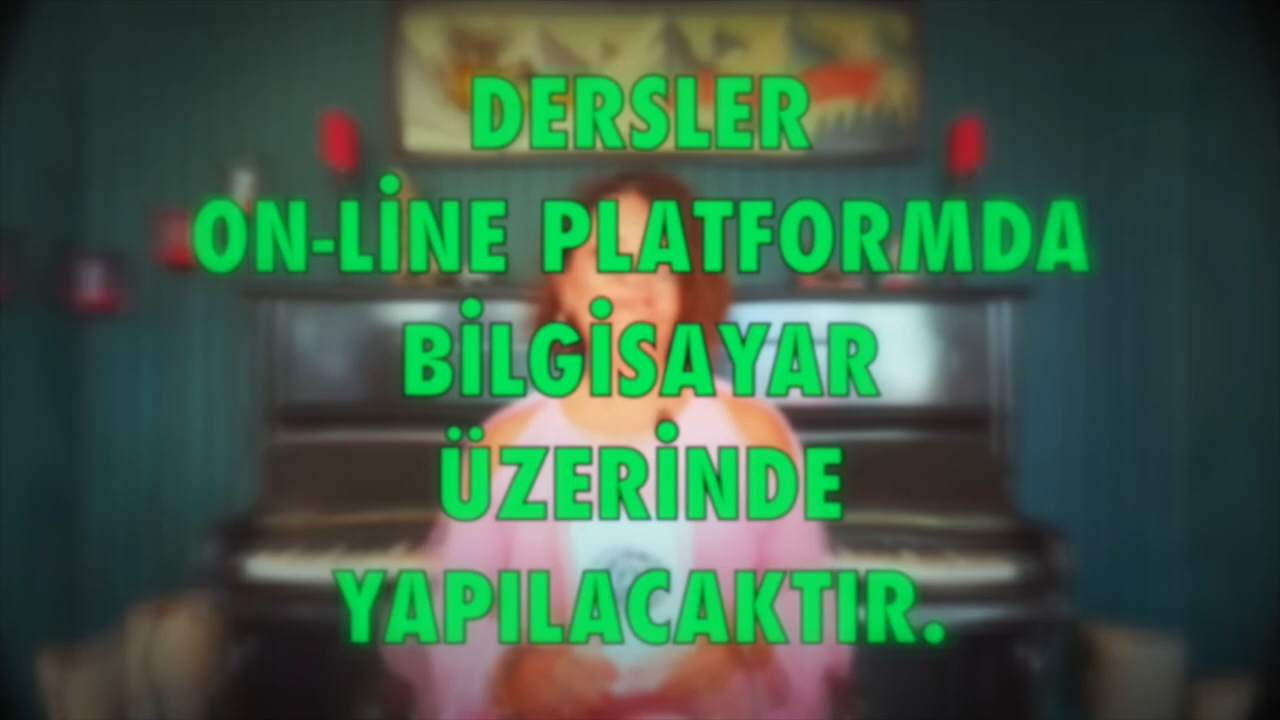 DERSLER
ON-LİNE PLATFORMDA
BİLGİSAYAR
ÜZERİNDE
YAPILACAKTIR.